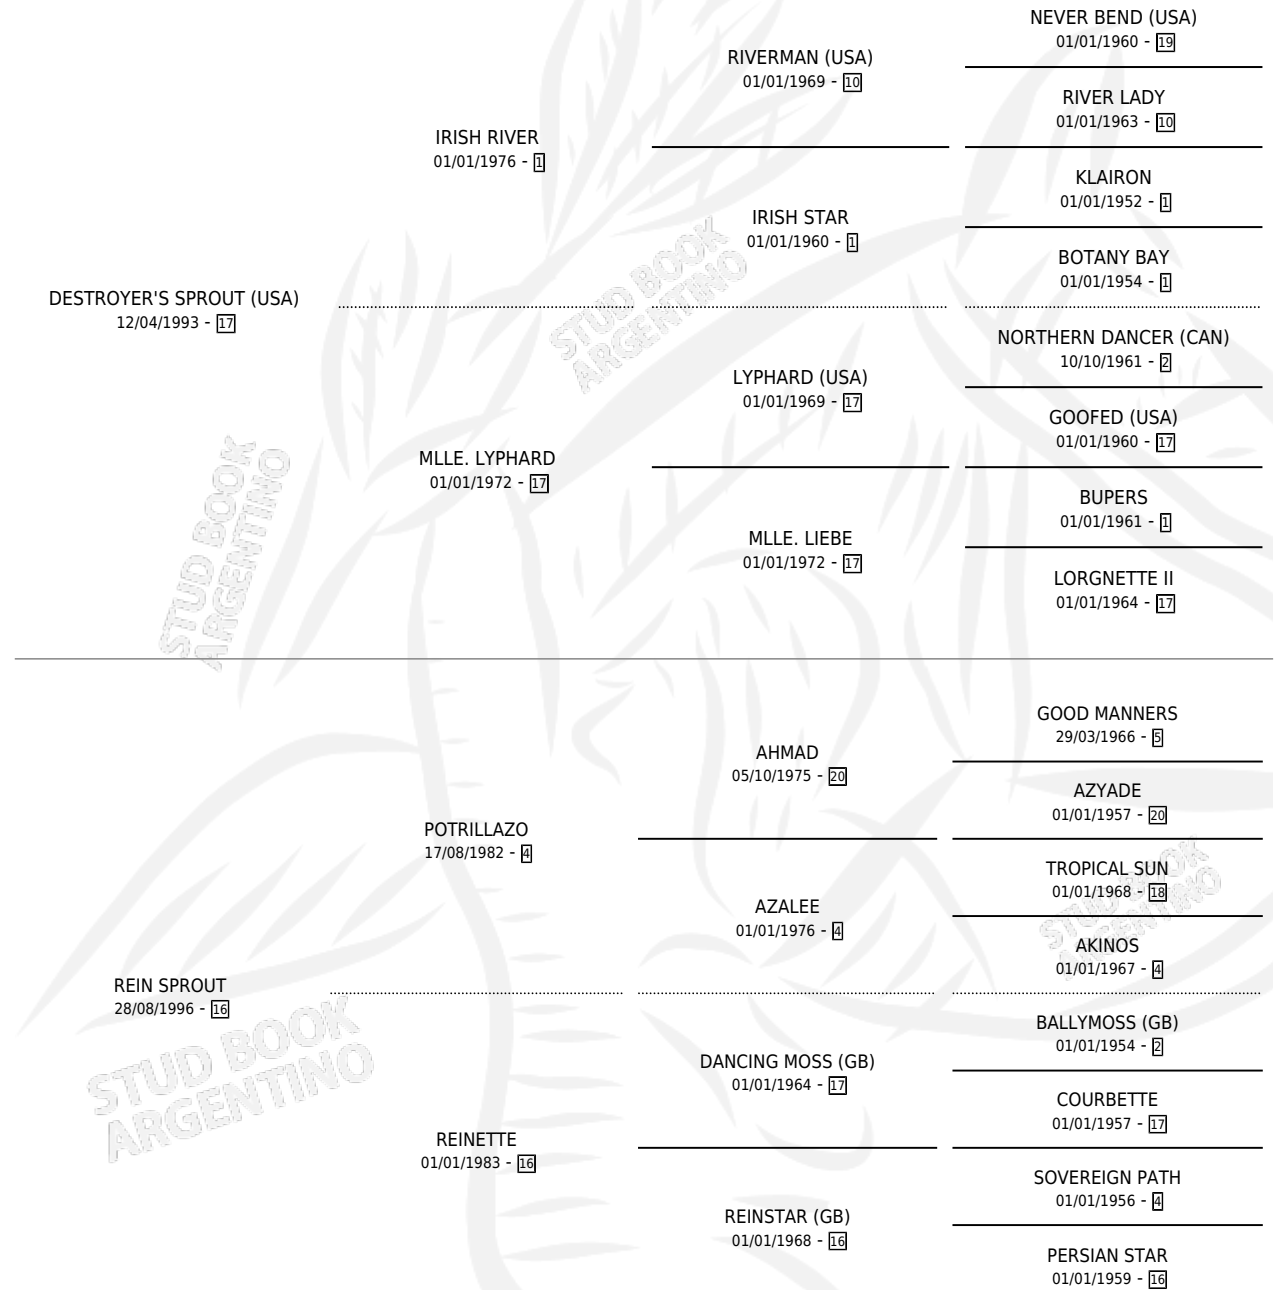 NEVER BEND (USA)
01/01/1960 - 19
RIVERMAN (USA)
01/01/1969 - 10
RIVER LADY
01/01/1963 - 10
IRISH RIVER
01/01/1976 - 1
KLAIRON
01/01/1952 - 1
IRISH STAR
01/01/1960 - 1
BOTANY BAY
01/01/1954 - 1
DESTROYER'S SPROUT (USA)
12/04/1993 - 17
NORTHERN DANCER (CAN)
10/10/1961 - 2
LYPHARD (USA)
01/01/1969 - 17
GOOFED (USA)
01/01/1960 - 17
MLLE. LYPHARD
01/01/1972 - 17
BUPERS
01/01/1961 - 1
MLLE. LIEBE
01/01/1972 - 17
LORGNETTE II
01/01/1964 - 17
GOOD MANNERS
29/03/1966 - 5
AHMAD
05/10/1975 - 20
AZYADE
01/01/1957 - 20
POTRILLAZO
17/08/1982 - 4
TROPICAL SUN
01/01/1968 - 18
AZALEE
01/01/1976 - 4
AKINOS
01/01/1967 - 4
REIN SPROUT
28/08/1996 - 16
BALLYMOSS (GB)
01/01/1954 - 2
DANCING MOSS (GB)
01/01/1964 - 17
COURBETTE
01/01/1957 - 17
REINETTE
01/01/1983 - 16
SOVEREIGN PATH
01/01/1956 - 4
REINSTAR (GB)
01/01/1968 - 16
PERSIAN STAR
01/01/1959 - 16
STUD BOOK
ARGENTINO
STUD BOOK
ARGENTINO
STUD BOOK
ARGENTINO
STUD BOOK
ARGENTINO